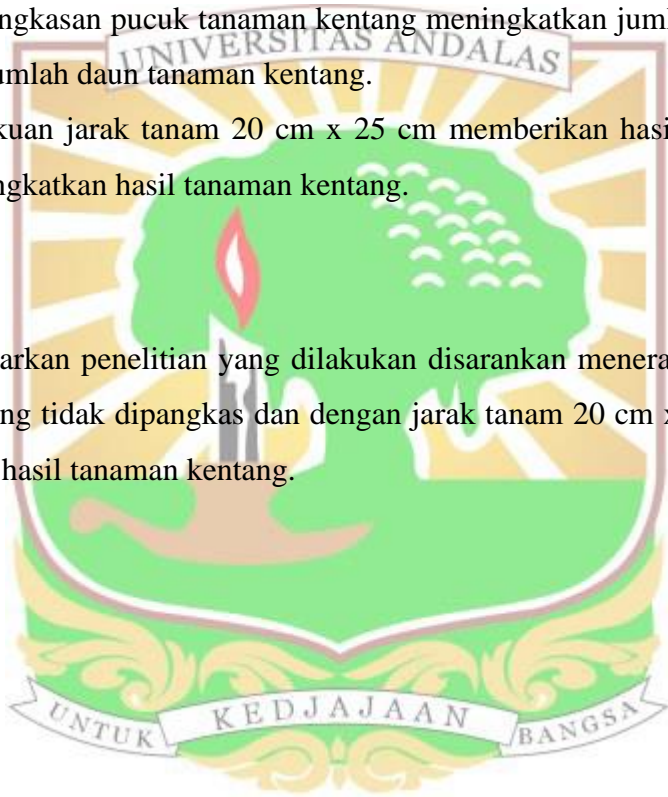 ngkasan pucuk tanaman kentang meningkatkan juml
UNIVERSITAS ANDALAS
umlah daun tanaman kentang.
kuan jarak tanam 20 cm x 25 cm memberikan hasi
ngkatkan hasil tanaman kentang.
arkan penelitian yang dilakukan disarankan menera
ng tidak dipangkas dan dengan jarak tanam 20 cm x
hasil tanaman kentang.
UNTUK KEDJAJAAN BANGSA